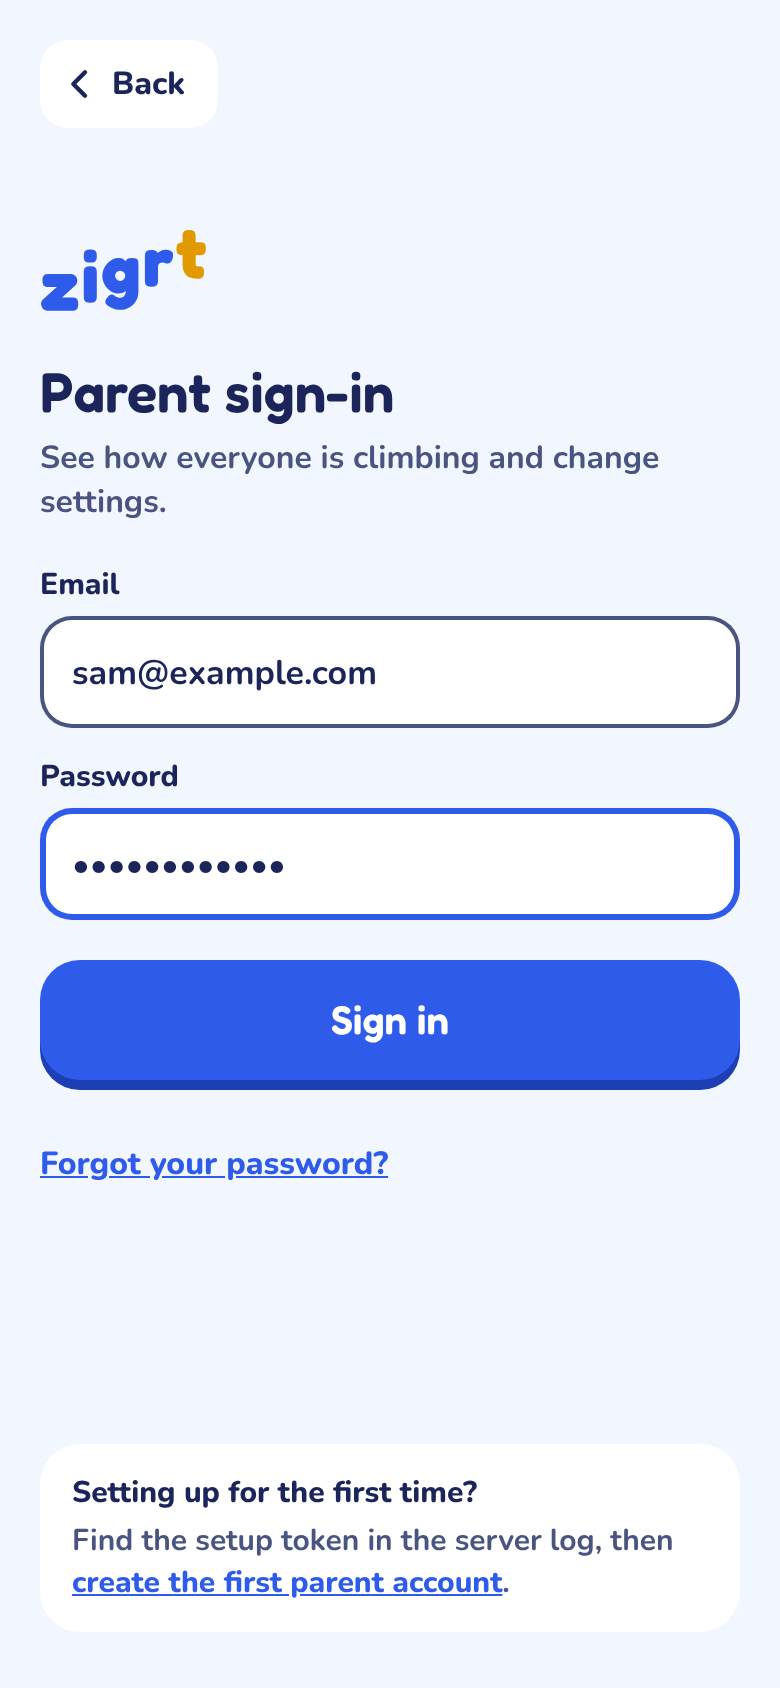 Back
zigrt
Parent sign-in
See how everyone is climbing and change
settings.
Email
sam@example.com
Password
••••••••••••
Sign in
Forgot your password?
Setting up for the first time?
Find the setup token in the server log, then
create the first parent account.